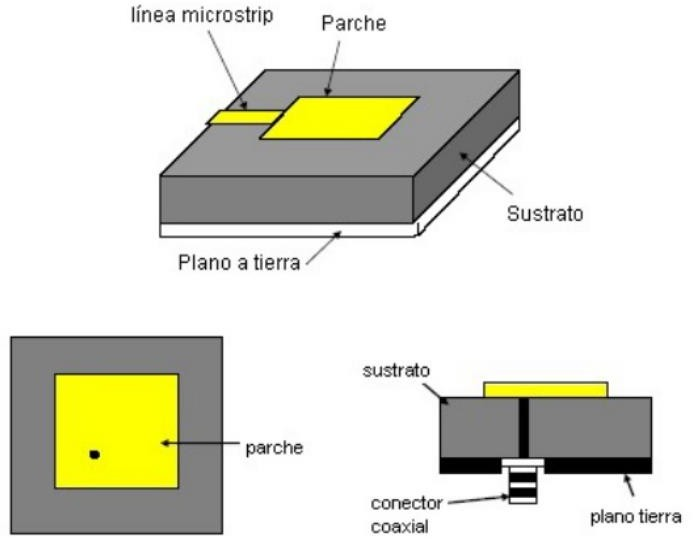 línea microstrip
Parche
Sustrato
Plano a tierra
sustrato
parche
conector
coaxial
plano tierra